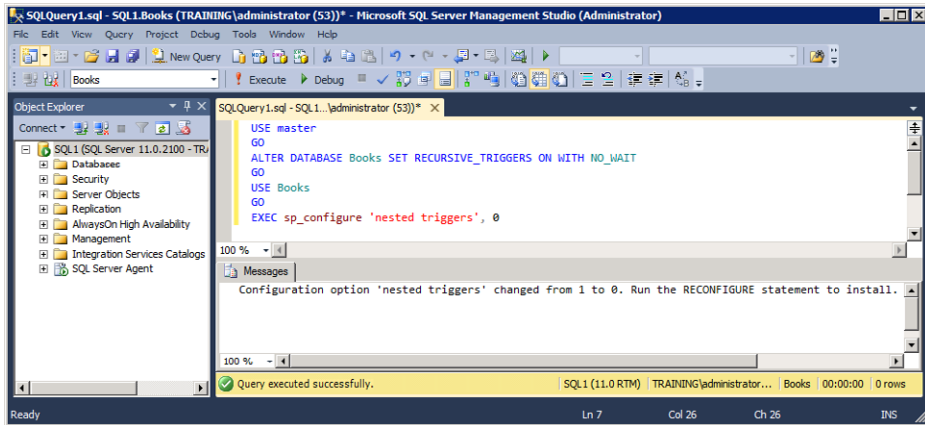 SQLQuery1.sql - SQL1.Books (TRAINING\administrator (53))* - Microsoft SQL Server Management Studio (Administrator)
File Edit View Query Project Debug Tools Window Help
New Query
Books Execute Debug
Object Explorer
Connect
SQL1 (SQL Server 11.0.2100 - TRA
Databases
Security
Server Objects
Replication
AlwaysOn High Availability
Management
Integration Services Catalogs
SQL Server Agent
SQLQuery1.sql - SQL1...\administrator (53))*
USE master
GO
ALTER DATABASE Books SET RECURSIVE_TRIGGERS ON WITH NO_WAIT
GO
USE Books
GO
EXEC sp_configure 'nested triggers', 0
100 %
Messages
Configuration option 'nested triggers' changed from 1 to 0. Run the RECONFIGURE statement to install.
100 %
Query executed successfully. SQL1 (11.0 RTM) TRAINING\administrator... Books 00:00:00 0 rows
Ready Ln 7 Col 26 Ch 26 INS